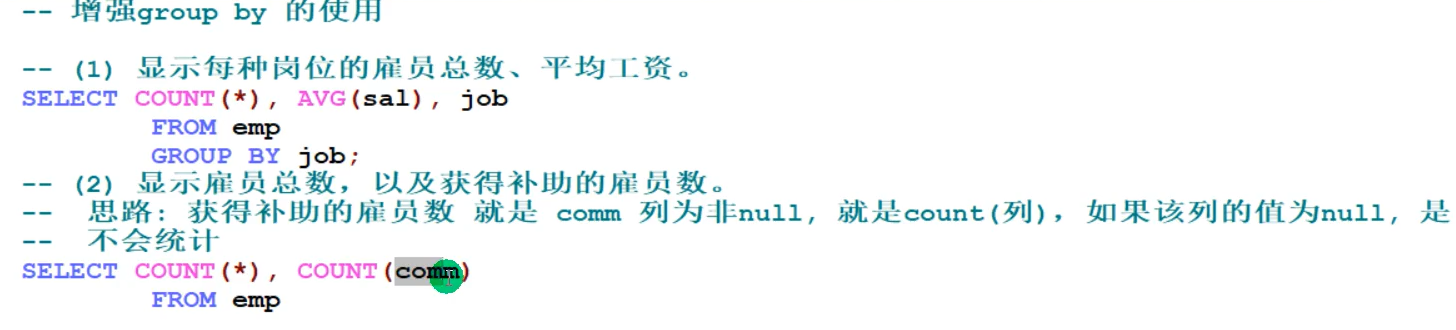 -- 增强group by 的使用
-- (1) 显示每种岗位的雇员总数、平均工资。
SELECT COUNT(*), AVG(sal), job
FROM emp
GROUP BY job;
-- (2) 显示雇员总数，以及获得补助的雇员数。
-- 思路: 获得补助的雇员数 就是 comm 列为非null, 就是count(列)，如果该列的值为null, 是
-- 不会统计
SELECT COUNT(*), COUNT(comm)
FROM emp